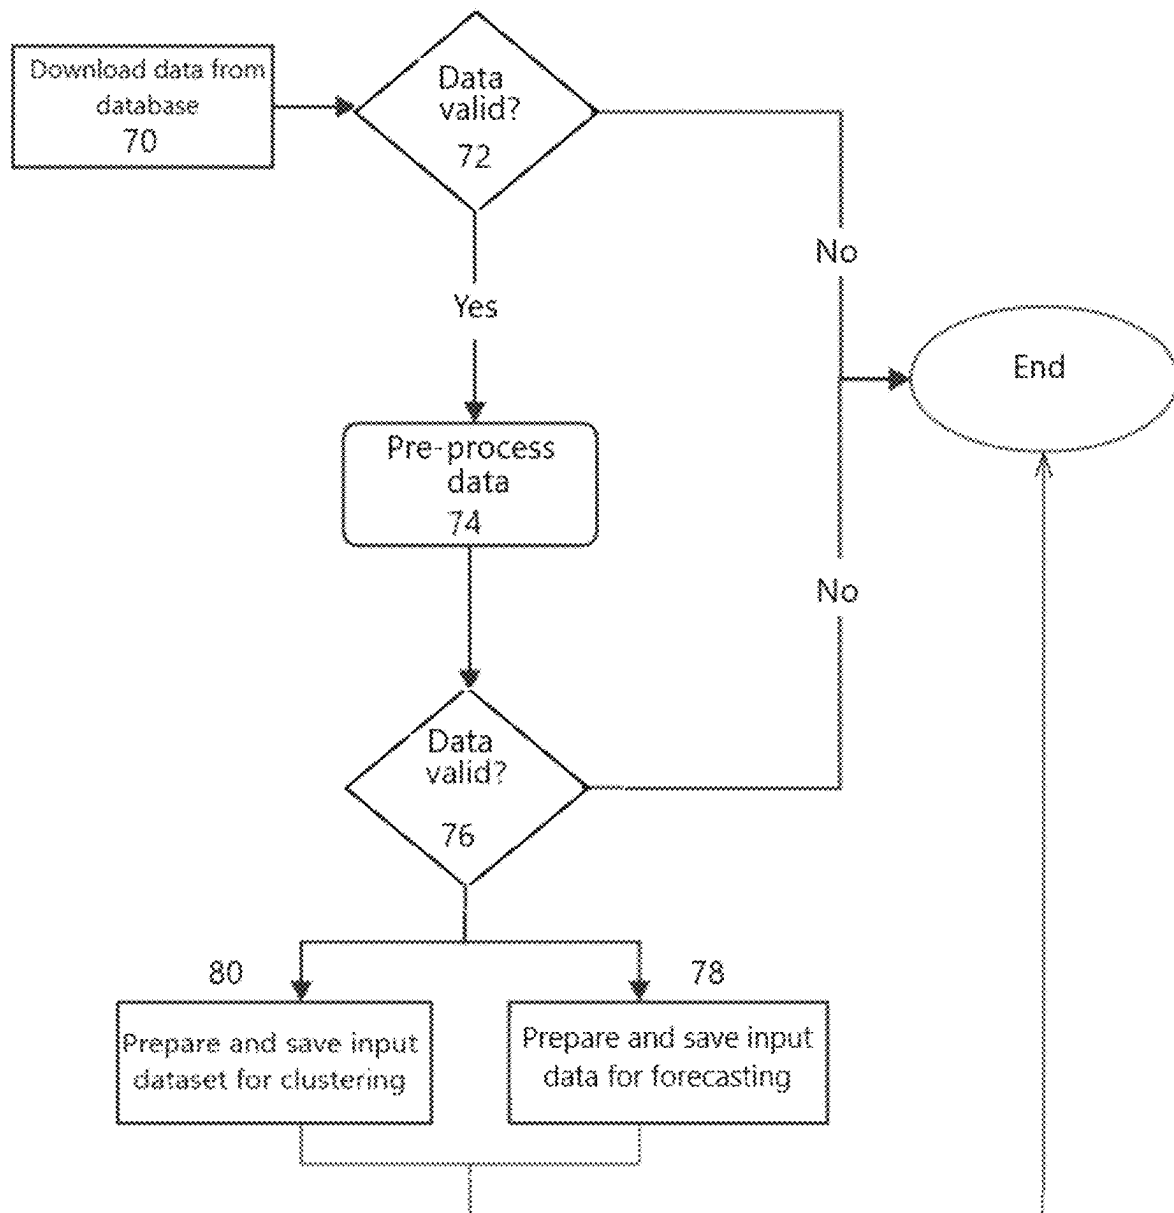 Download data from
database
70
Data
valid?
72
No
Yes
End
Pre-process
data
74
No
Data
valid?
76
80
78
Prepare and save input
dataset for clustering
Prepare and save input
data for forecasting